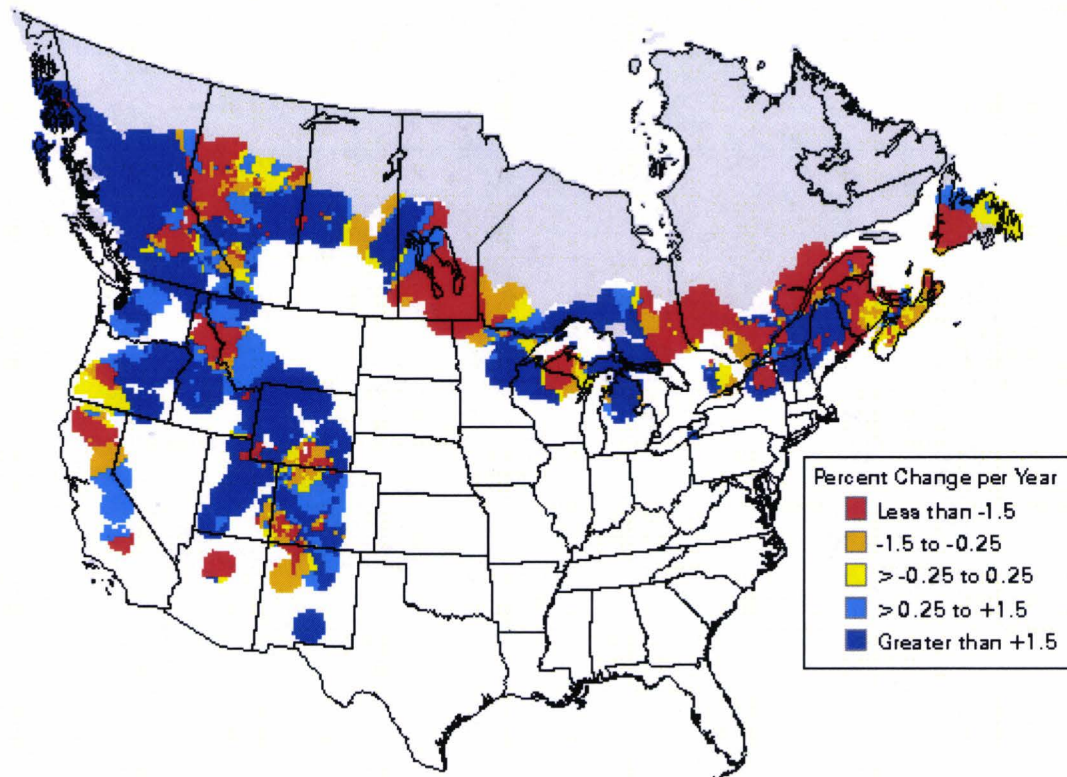 Percent Change per Year
Less than -1.5
-1.5 to -0.25
> -0.25 to 0.25
> 0.25 to +1.5
Greater than +1.5